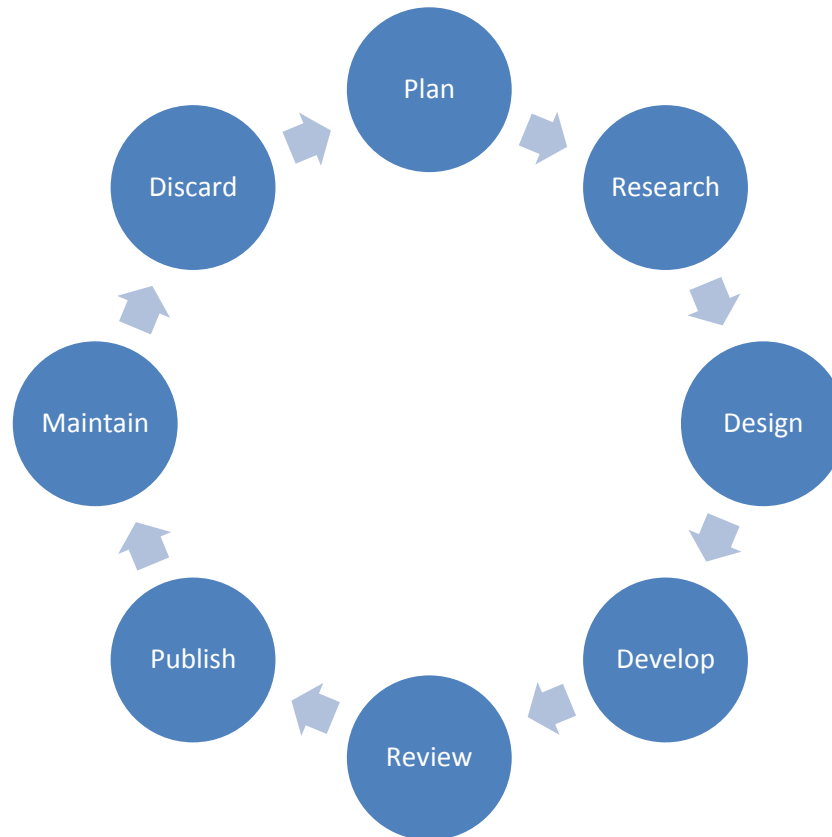 Plan
Research
Design
Develop
Review
Publish
Maintain
Discard